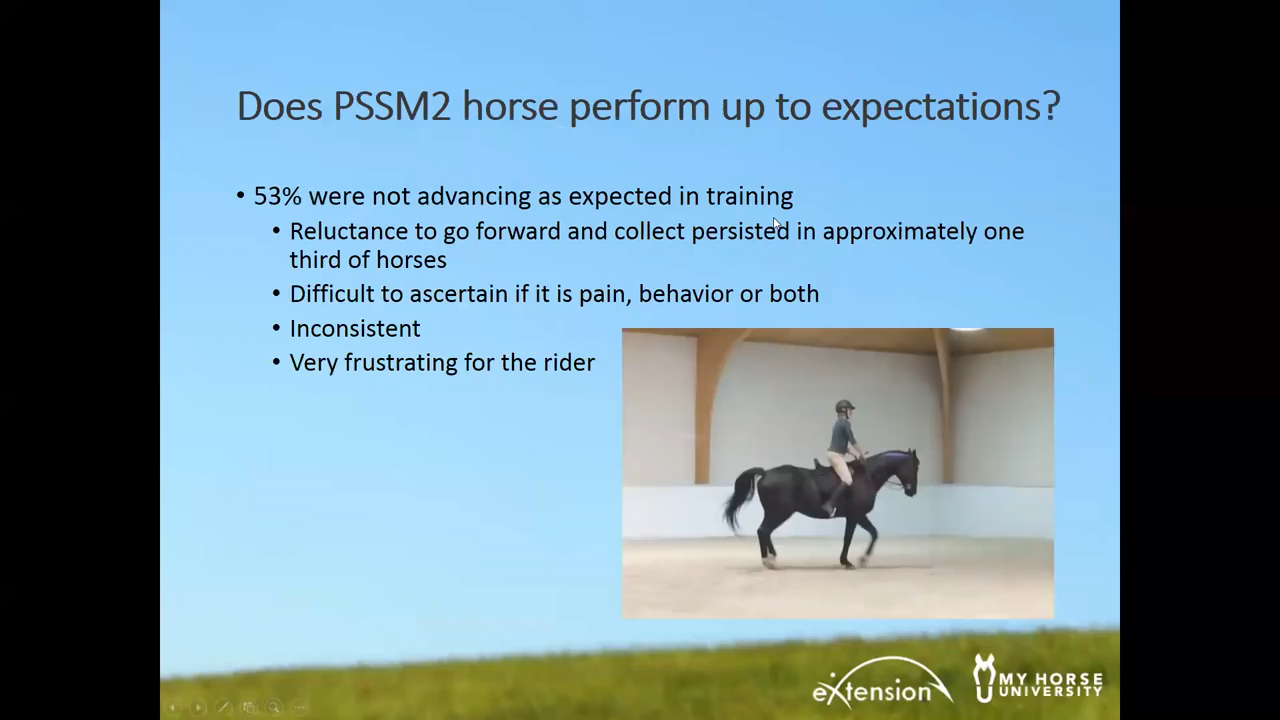 Does PSSM2 horse perform up to expectations?
• 53% were not advancing as expected in training
• Reluctance to go forward and collect persisted in approximately one
third of horses
• Difficult to ascertain if it is pain, behavior or both
• Inconsistent
• Very frustrating for the rider
eXtension
MY HORSE
UNIVERSITY